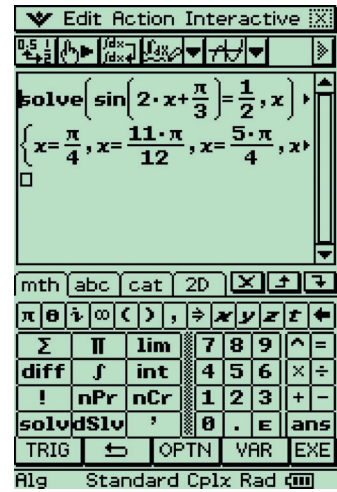 Edit Action Interactive
solve(sin(2·x+π/3)=1/2,x)
{x=π/4,x=11·π/12,x=5·π/4,x
mth abc cat 2D
π θ i ∞ ( ) , ⇒ x y z t ←
Σ Π lim 7 8 9 ^ =
diff ∫ int 4 5 6 × ÷
! nPr nCr 1 2 3 + −
solv dSlv ' 0 . E ans
TRIG OPTN VAR EXE
Alg Standard Cplx Rad